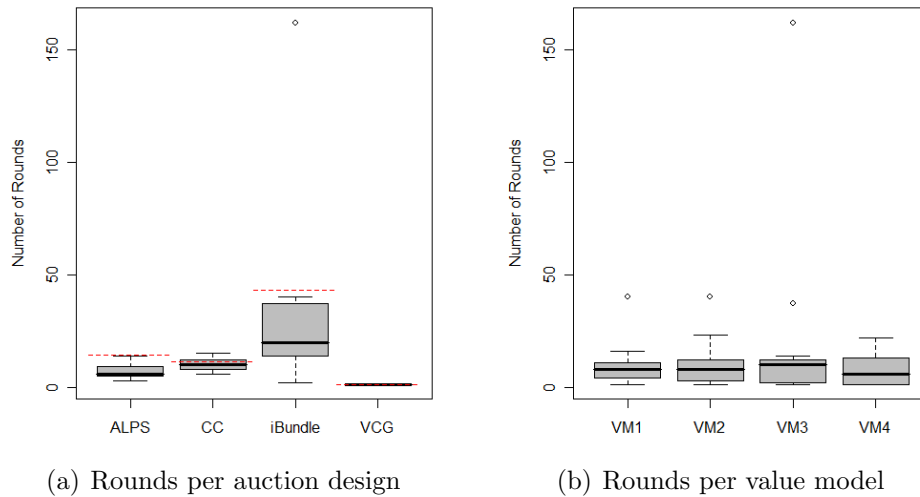 Number of Rounds
150
100
50
0
ALPS CC iBundle VCG
(a) Rounds per auction design
Number of Rounds
150
100
50
0
VM1 VM2 VM3 VM4
(b) Rounds per value model